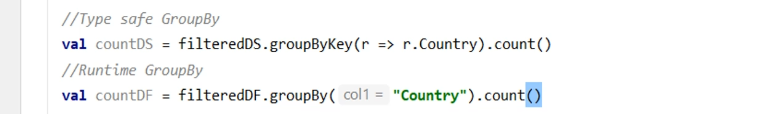 //Type safe GroupBy
val countDS = filteredDS.groupByKey(r => r.Country).count()
//Runtime GroupBy
val countDF = filteredDF.groupBy( col1 = "Country").count()